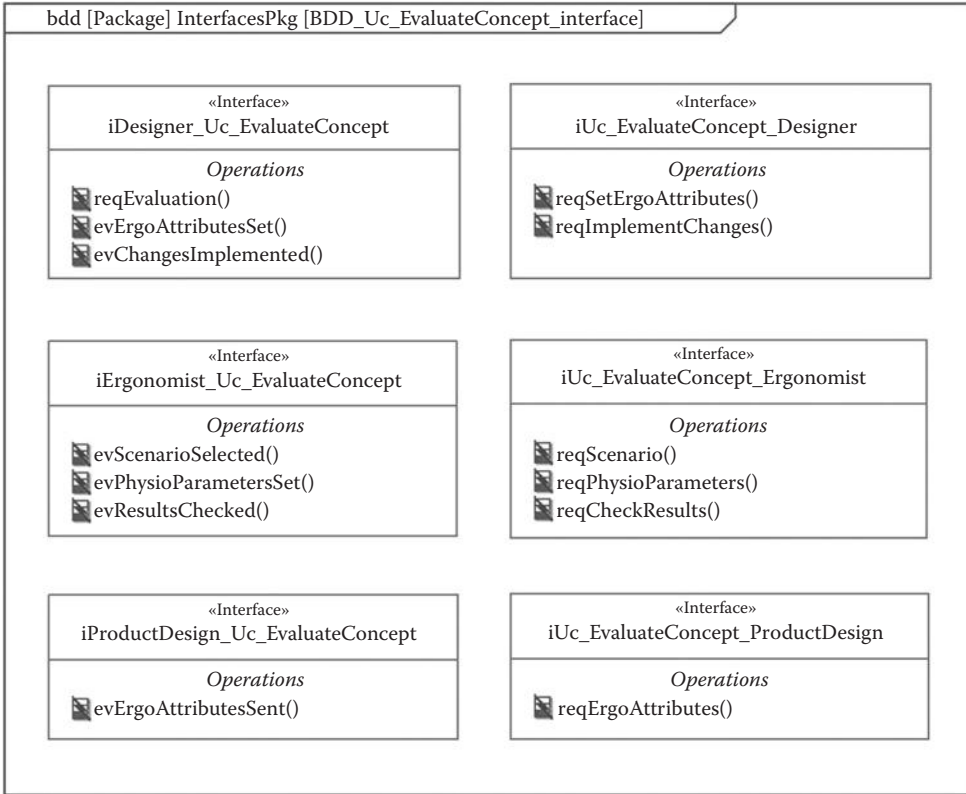 bdd [Package] InterfacesPkg [BDD_Uc_EvaluateConcept_interface]
«Interface»
iDesigner_Uc_EvaluateConcept
Operations
reqEvaluation()
evErgoAttributesSet()
evChangesImplemented()
«Interface»
iUc_EvaluateConcept_Designer
Operations
reqSetErgoAttributes()
reqImplementChanges()
«Interface»
iErgonomist_Uc_EvaluateConcept
Operations
evScenarioSelected()
evPhysioParametersSet()
evResultsChecked()
«Interface»
iUc_EvaluateConcept_Ergonomist
Operations
reqScenario()
reqPhysioParameters()
reqCheckResults()
«Interface»
iProductDesign_Uc_EvaluateConcept
Operations
evErgoAttributesSent()
«Interface»
iUc_EvaluateConcept_ProductDesign
Operations
reqErgoAttributes()